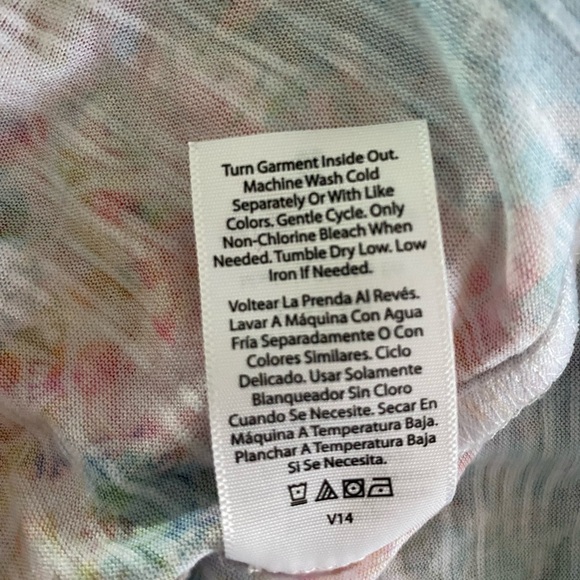 Turn Garment Inside Out.
Machine Wash Cold
Separately Or With Like
Colors. Gentle Cycle. Only
Non-Chlorine Bleach When
Needed. Tumble Dry Low. Low
Iron If Needed.
Voltear La Prenda Al Revés.
Lavar A Máquina Con Agua
Fría Separadamente O Con
Colores Similares. Ciclo
Delicado. Usar Solamente
Blanqueador Sin Cloro
Cuando Se Necesite. Secar En
Máquina A Temperatura Baja.
Planchar A Temperatura Baja
Si Se Necesita.
V14